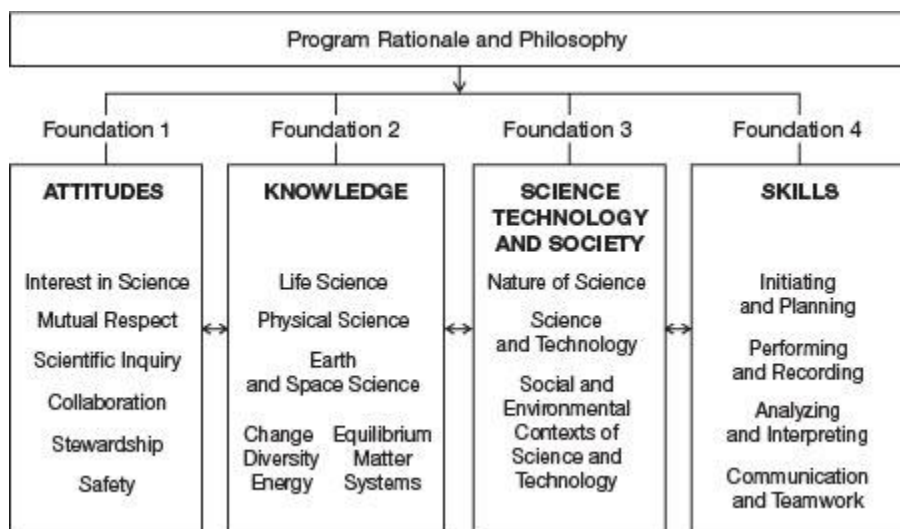 Program Rationale and Philosophy
Foundation 1
Foundation 2
Foundation 3
Foundation 4
ATTITUDES
Interest in Science
Mutual Respect
Scientific Inquiry
Collaboration
Stewardship
Safety
KNOWLEDGE
Life Science
Physical Science
Earth
and Space Science
Change Equilibrium
Diversity Matter
Energy Systems
SCIENCE
TECHNOLOGY
AND SOCIETY
Nature of Science
Science
and Technology
Social and
Environmental
Contexts of
Science and
Technology
SKILLS
Initiating
and Planning
Performing
and Recording
Analyzing
and Interpreting
Communication
and Teamwork